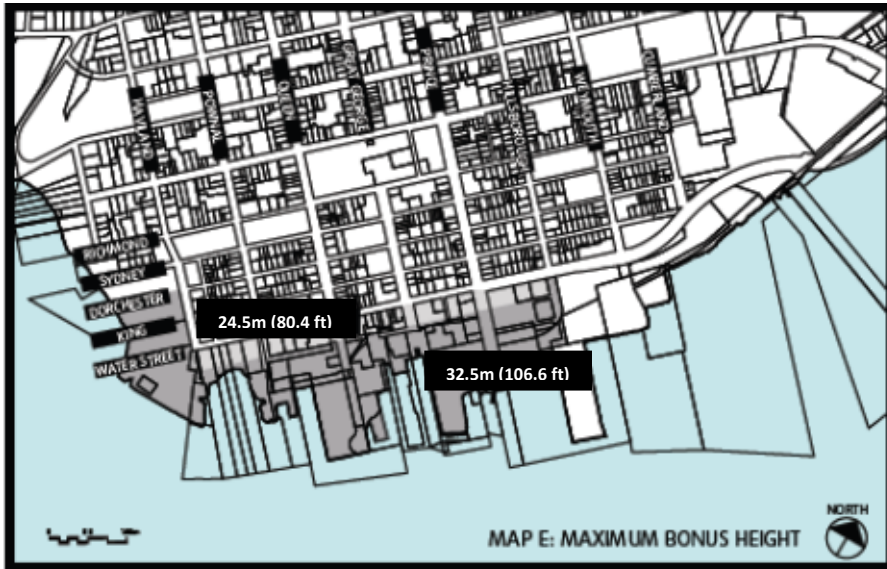 WEYMOUTH
PRINCE
QUEEN
POWNAL
RICHMOND
SYDNEY
DORCHESTER
KING
WATER STREET
24.5m (80.4 ft)
32.5m (106.6 ft)
NORTH
MAP E: MAXIMUM BONUS HEIGHT